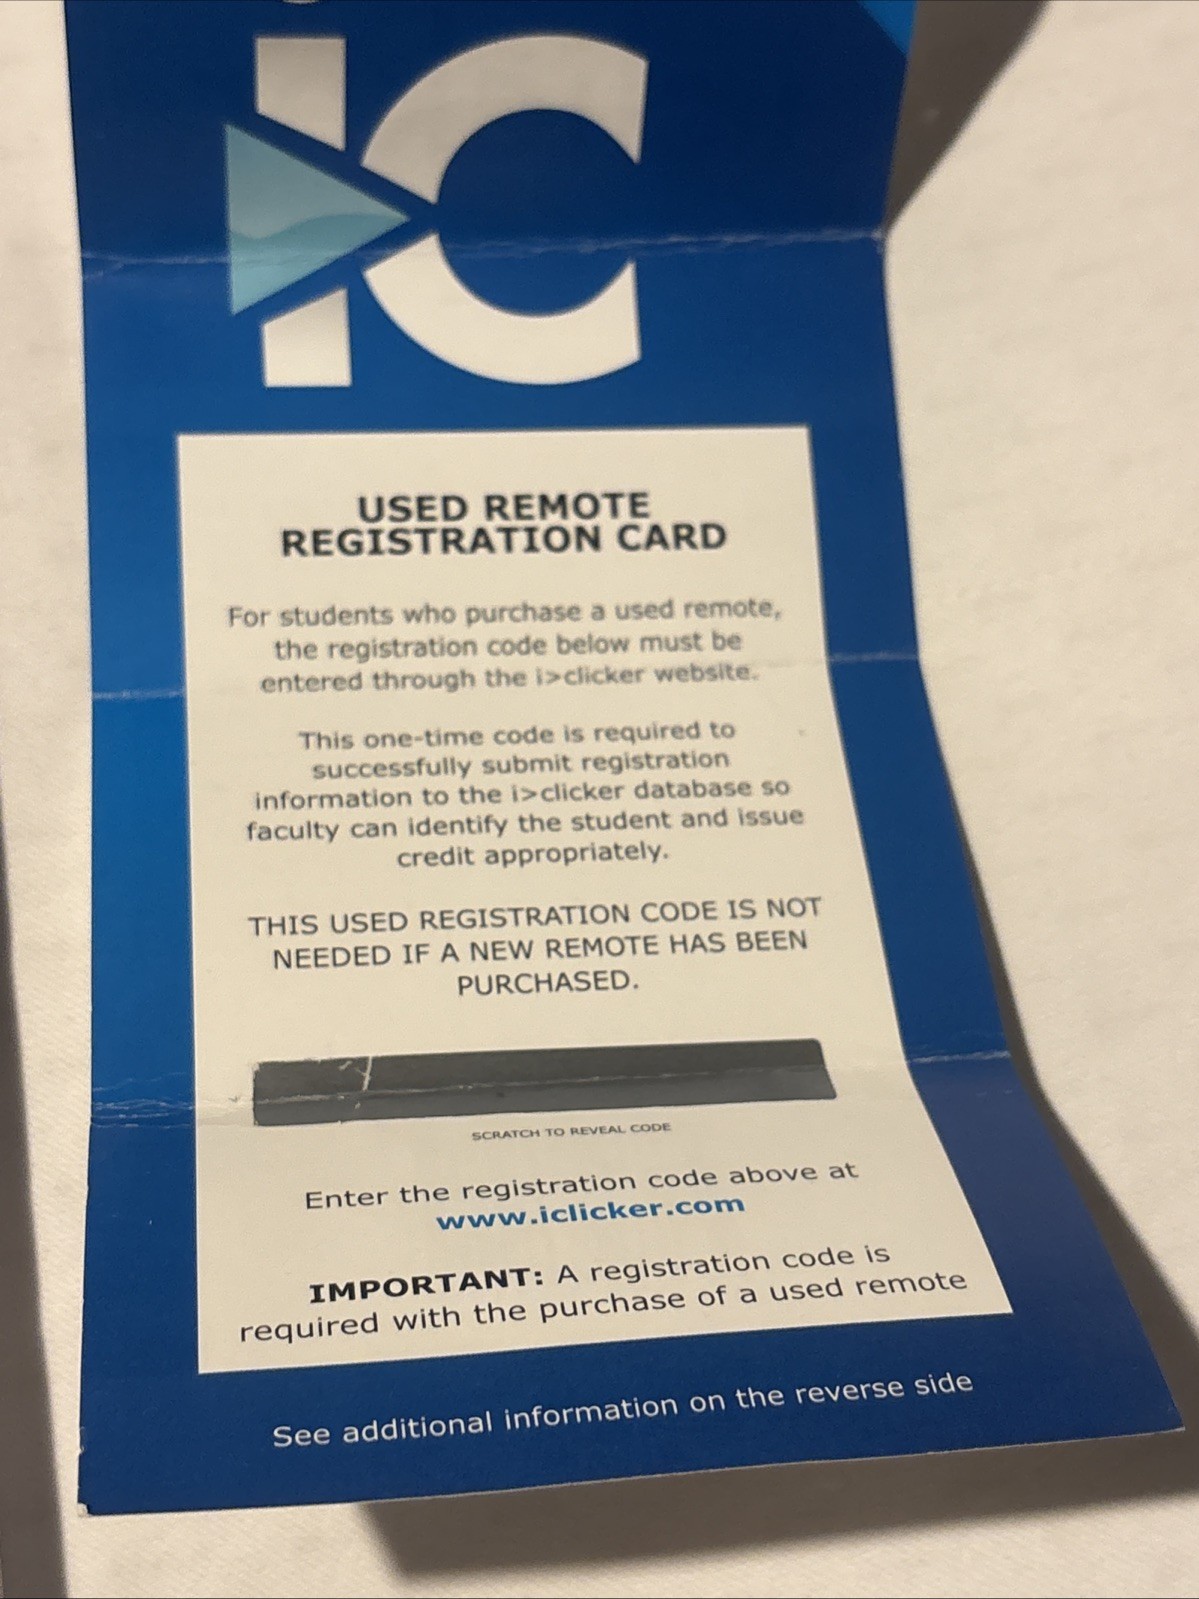 iC
USED REMOTE
REGISTRATION CARD
For students who purchase a used remote,
the registration code below must be
entered through the i>clicker website.
This one-time code is required to
successfully submit registration
information to the i>clicker database so
faculty can identify the student and issue
credit appropriately.
THIS USED REGISTRATION CODE IS NOT
NEEDED IF A NEW REMOTE HAS BEEN
PURCHASED.
SCRATCH TO REVEAL CODE
Enter the registration code above at
www.iclicker.com
IMPORTANT: A registration code is
required with the purchase of a used remote
See additional information on the reverse side